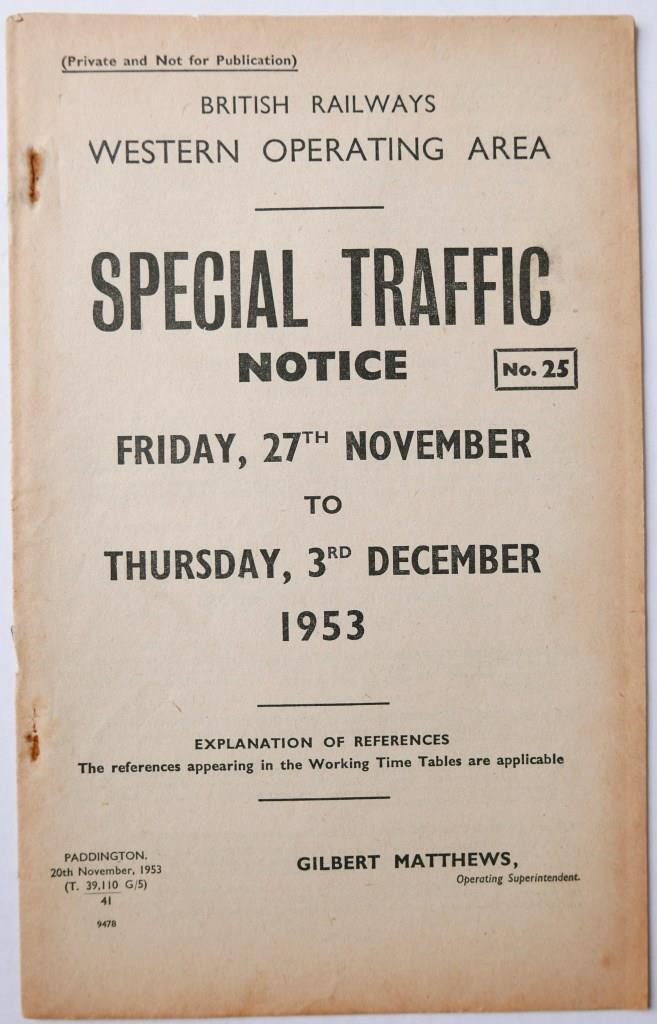 (Private and Not for Publication)
BRITISH RAILWAYS
WESTERN OPERATING AREA
SPECIAL TRAFFIC
NOTICE
No. 25
FRIDAY, 27TH NOVEMBER
TO
THURSDAY, 3RD DECEMBER
1953
EXPLANATION OF REFERENCES
The references appearing in the Working Time Tables are applicable
PADDINGTON.
20th November, 1953
(T. 39,110 G/5)
41
9478
GILBERT MATTHEWS,
Operating Superintendent.